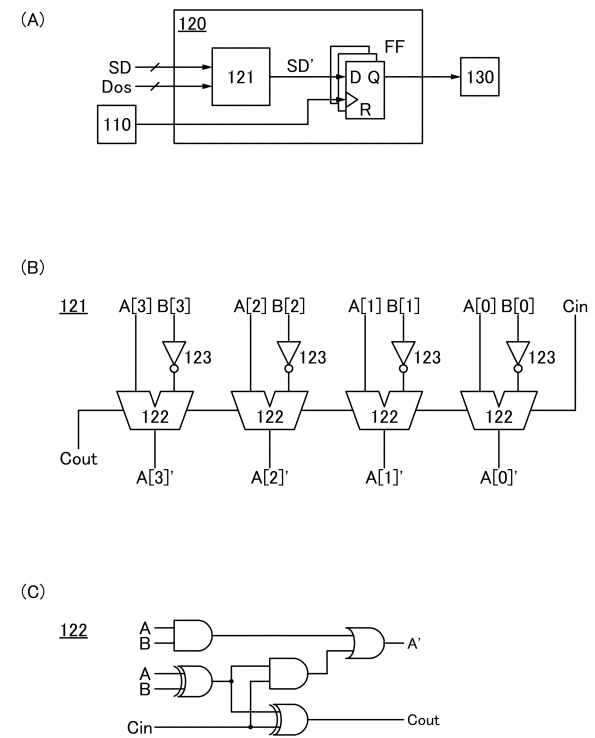 (A)
120
SD
Dos
121
SD'
FF
D Q
R
130
110
(B)
121
A[3] B[3] A[2] B[2] A[1] B[1] A[0] B[0] Cin
123 123 123 123
122 122 122 122
Cout
A[3]' A[2]' A[1]' A[0]'
(C)
122
A
B
A'
A
B
Cin
Cout